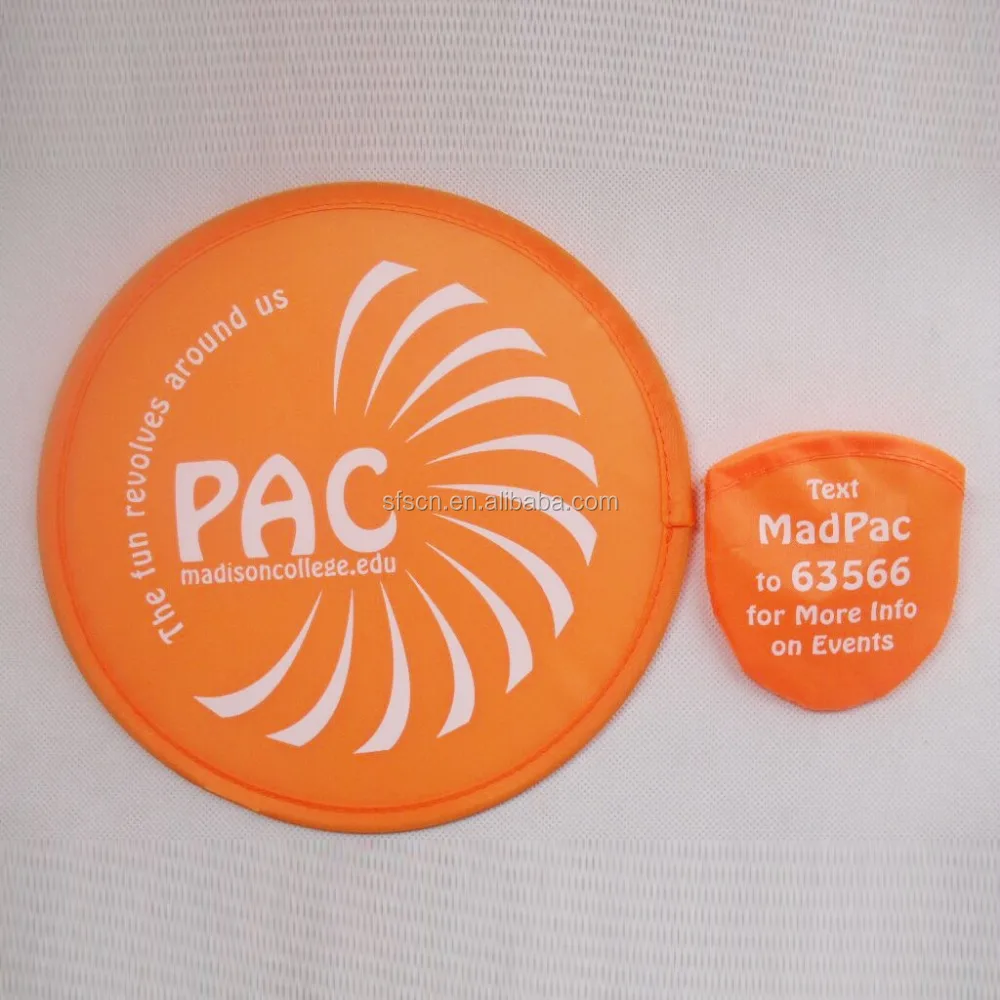 The fun revolves around us
PAC
madisoncollege.edu
sfscn.en.alibaba.com
Text
MadPac
to 63566
for More Info
on Events